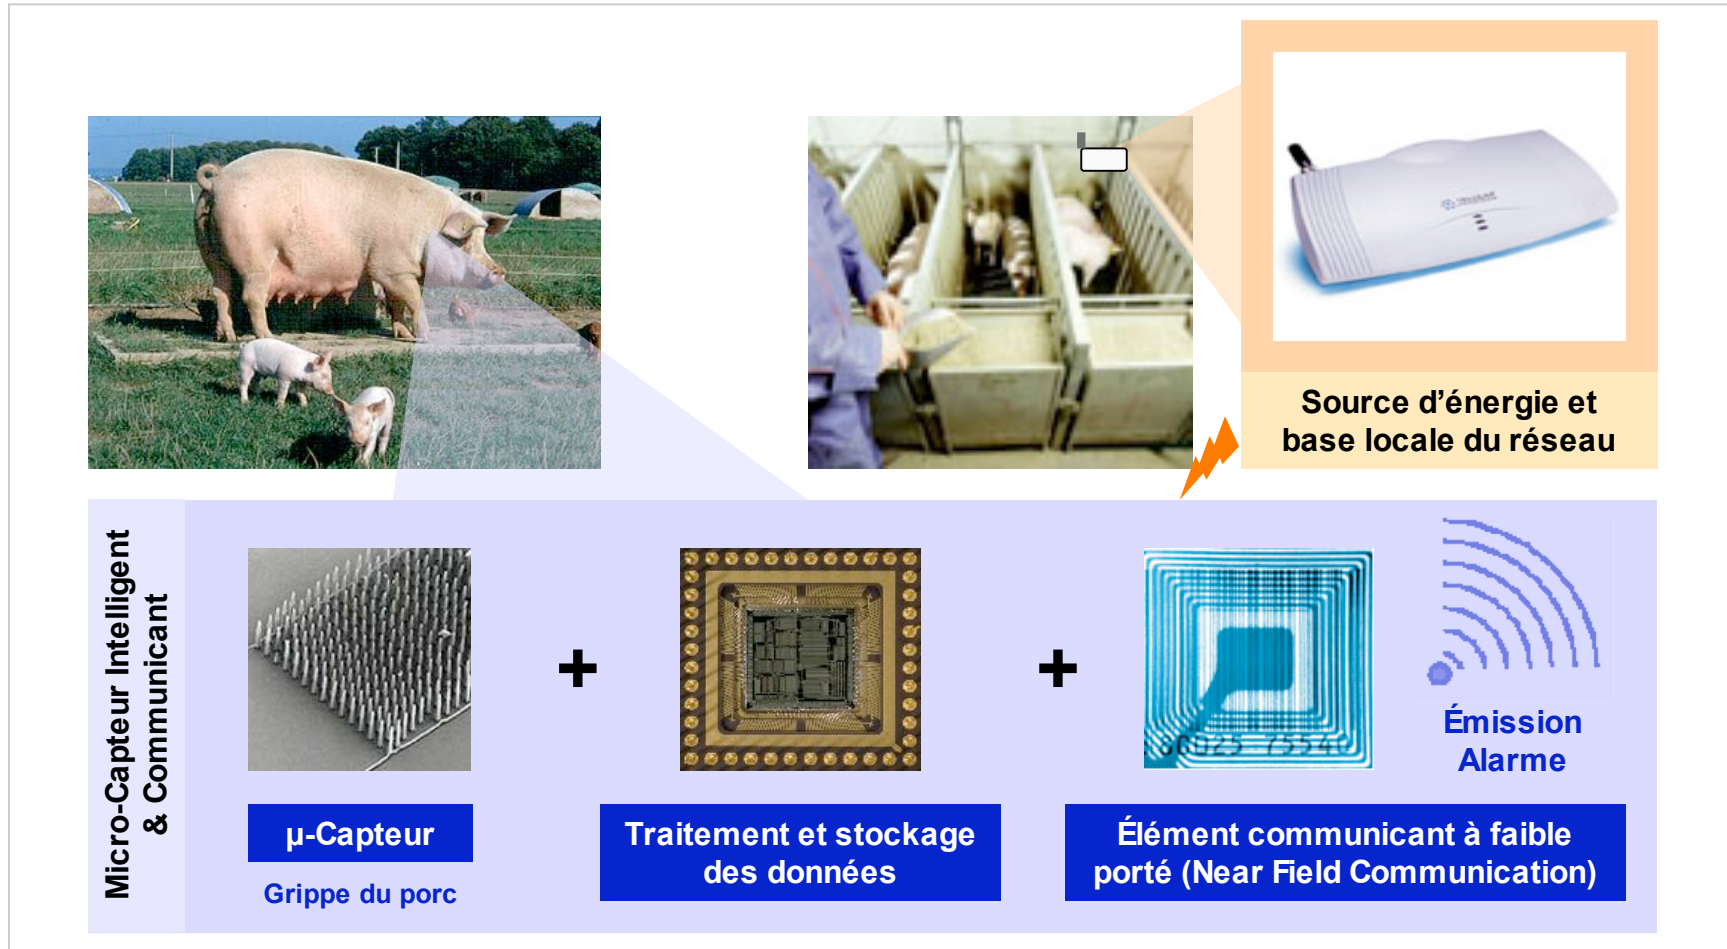 Source d'énergie et
base locale du réseau
Micro-Capteur Intelligent
& Communicant
Émission
Alarme
µ-Capteur
Grippe du porc
Traitement et stockage
des données
Élément communicant à faible
porté (Near Field Communication)